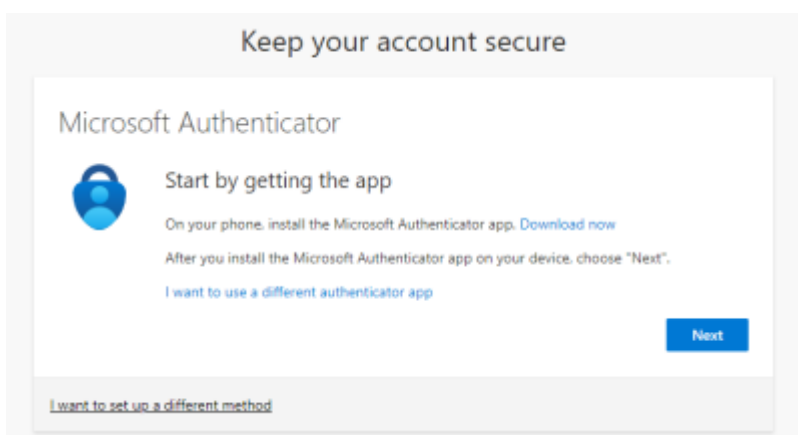 Keep your account secure
Microsoft Authenticator
Start by getting the app
On your phone, install the Microsoft Authenticator app. Download now
After you install the Microsoft Authenticator app on your device, choose "Next".
I want to use a different authenticator app
Next
I want to set up a different method